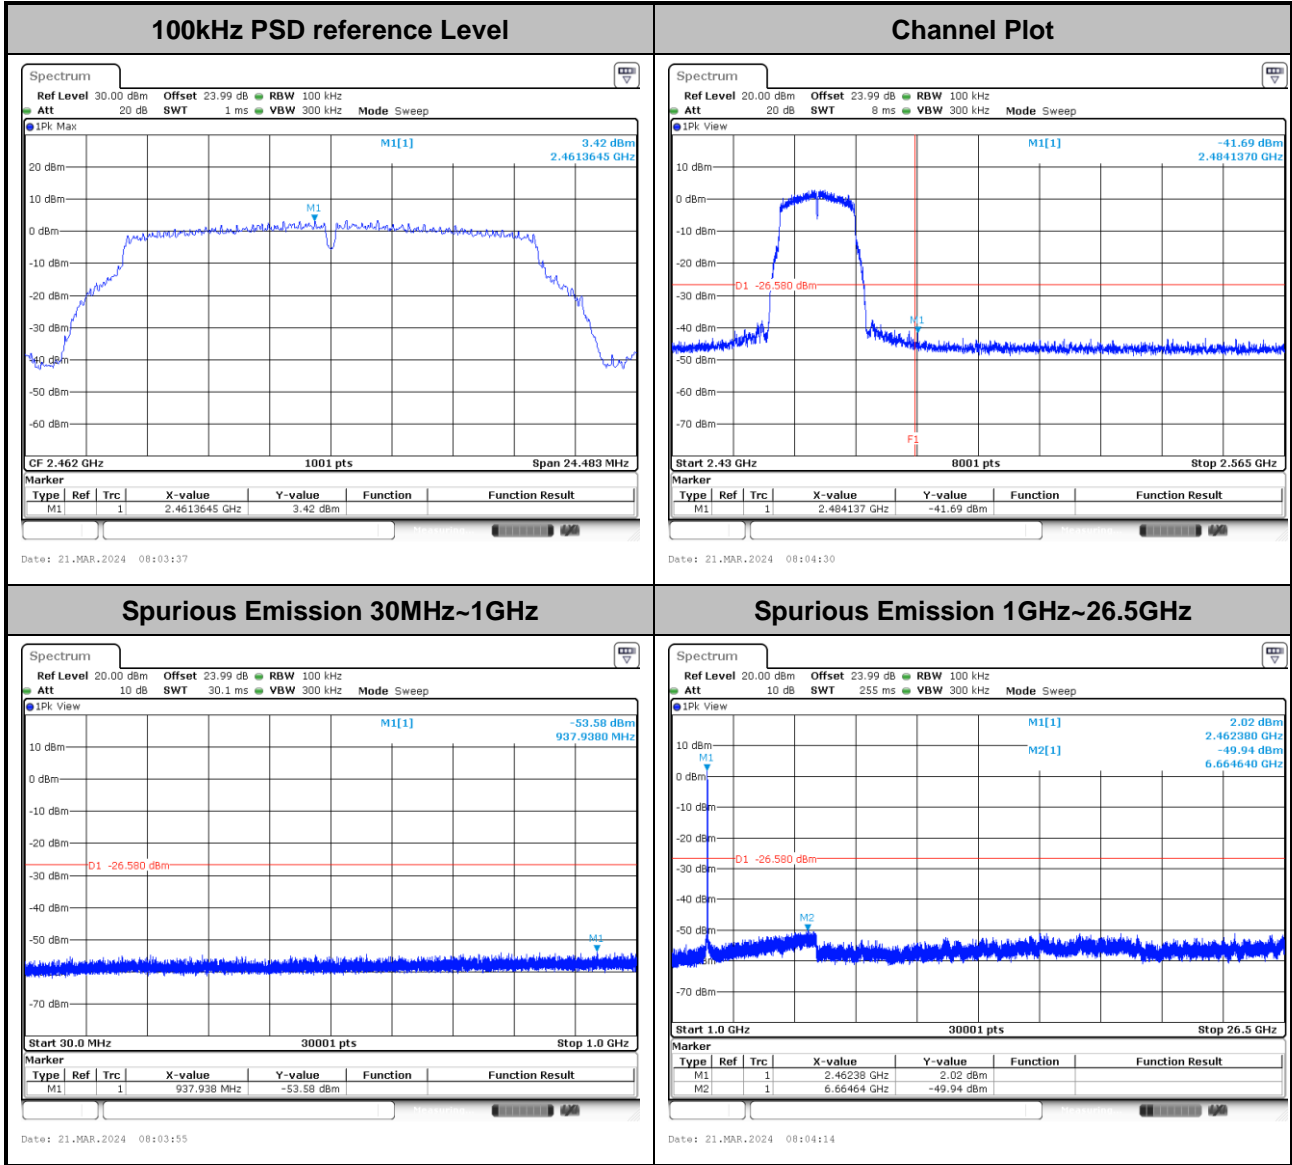 100kHz PSD reference Level
Spectrum
Ref Level 30.00 dBm Offset 23.99 dB RBW 100 kHz
Att 20 dB SWT 1 ms VBW 300 kHz Mode Sweep
1Pk Max
M1[1] 3.42 dBm
2.4613645 GHz
20 dBm
10 dBm
M1
0 dBm
-10 dBm
-20 dBm
-30 dBm
-40 dBm
-50 dBm
-60 dBm
CF 2.462 GHz 1001 pts Span 24.483 MHz
Marker
Type Ref Trc X-value Y-value Function Function Result
M1 1 2.4613645 GHz 3.42 dBm
Date: 21.MAR.2024 08:03:37
Channel Plot
Spectrum
Ref Level 20.00 dBm Offset 23.99 dB RBW 100 kHz
Att 20 dB SWT 8 ms VBW 300 kHz Mode Sweep
1Pk View
M1[1] -41.69 dBm
2.4841370 GHz
10 dBm
0 dBm
-10 dBm
-20 dBm
D1 -26.580 dBm
-30 dBm
M1
-40 dBm
-50 dBm
-60 dBm
-70 dBm
F1
Start 2.43 GHz 8001 pts Stop 2.565 GHz
Marker
Type Ref Trc X-value Y-value Function Function Result
M1 1 2.484137 GHz -41.69 dBm
Date: 21.MAR.2024 08:04:30
Spurious Emission 30MHz~1GHz
Spectrum
Ref Level 20.00 dBm Offset 23.99 dB RBW 100 kHz
Att 10 dB SWT 30.1 ms VBW 300 kHz Mode Sweep
1Pk View
M1[1] -53.58 dBm
937.9380 MHz
10 dBm
0 dBm
-10 dBm
-20 dBm
D1 -26.580 dBm
-30 dBm
-40 dBm
-50 dBm
M1
-70 dBm
Start 30.0 MHz 30001 pts Stop 1.0 GHz
Marker
Type Ref Trc X-value Y-value Function Function Result
M1 1 937.938 MHz -53.58 dBm
Date: 21.MAR.2024 08:03:55
Spurious Emission 1GHz~26.5GHz
Spectrum
Ref Level 20.00 dBm Offset 23.99 dB RBW 100 kHz
Att 10 dB SWT 255 ms VBW 300 kHz Mode Sweep
1Pk View
M1[1] 2.02 dBm
2.462380 GHz
M2[1] -49.94 dBm
6.664640 GHz
10 dBm
M1
0 dBm
-10 dBm
-20 dBm
D1 -26.580 dBm
-30 dBm
-40 dBm
M2
-50 dBm
-70 dBm
Start 1.0 GHz 30001 pts Stop 26.5 GHz
Marker
Type Ref Trc X-value Y-value Function Function Result
M1 1 2.46238 GHz 2.02 dBm
M2 1 6.66464 GHz -49.94 dBm
Date: 21.MAR.2024 08:04:14